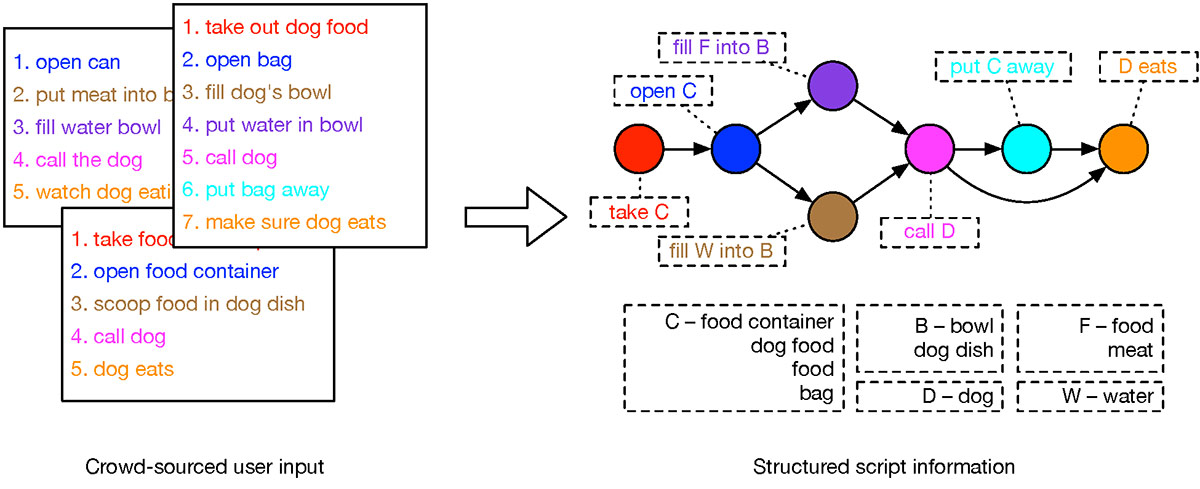 1. open can
2. put meat into
3. fill water bowl
4. call the dog
5. watch dog
1. take out dog food
2. open bag
3. fill dog's bowl
4. put water in bowl
5. call dog
6. put bag away
7. make sure dog eats
1. take food
2. open food container
3. scoop food in dog dish
4. call dog
5. dog eats
Crowd-sourced user input
fill F into B
open C
take C
fill W into B
call D
put C away
D eats
C – food container
dog food
food
bag
B – bowl
dog dish
F – food
meat
D – dog
W – water
Structured script information